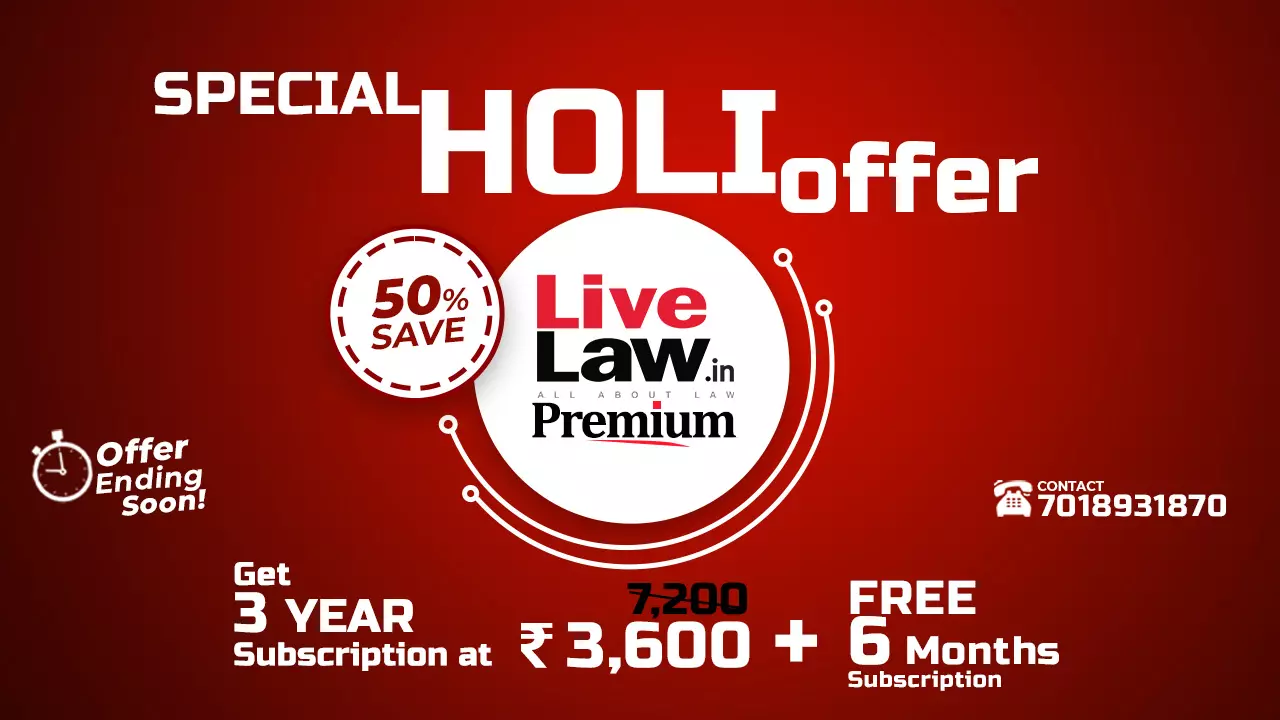 SPECIAL HOLI offer
50% SAVE
Live
Law.in
ALL ABOUT LAW
Premium
Offer
Ending
Soon!
CONTACT
7018931870
Get
3 YEAR
Subscription at
7,200
₹ 3,600 +
FREE
6 Months
Subscription